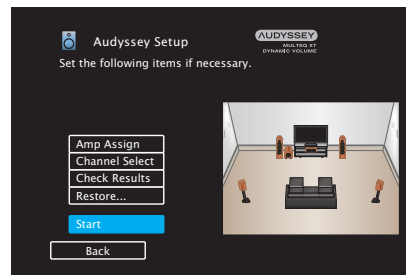 Audyssey Setup
AUDYSSEY
MULTEQ XT
DYNAMIC VOLUME
Set the following items if necessary.
Amp Assign
Channel Select
Check Results
Restore...
Start
Back